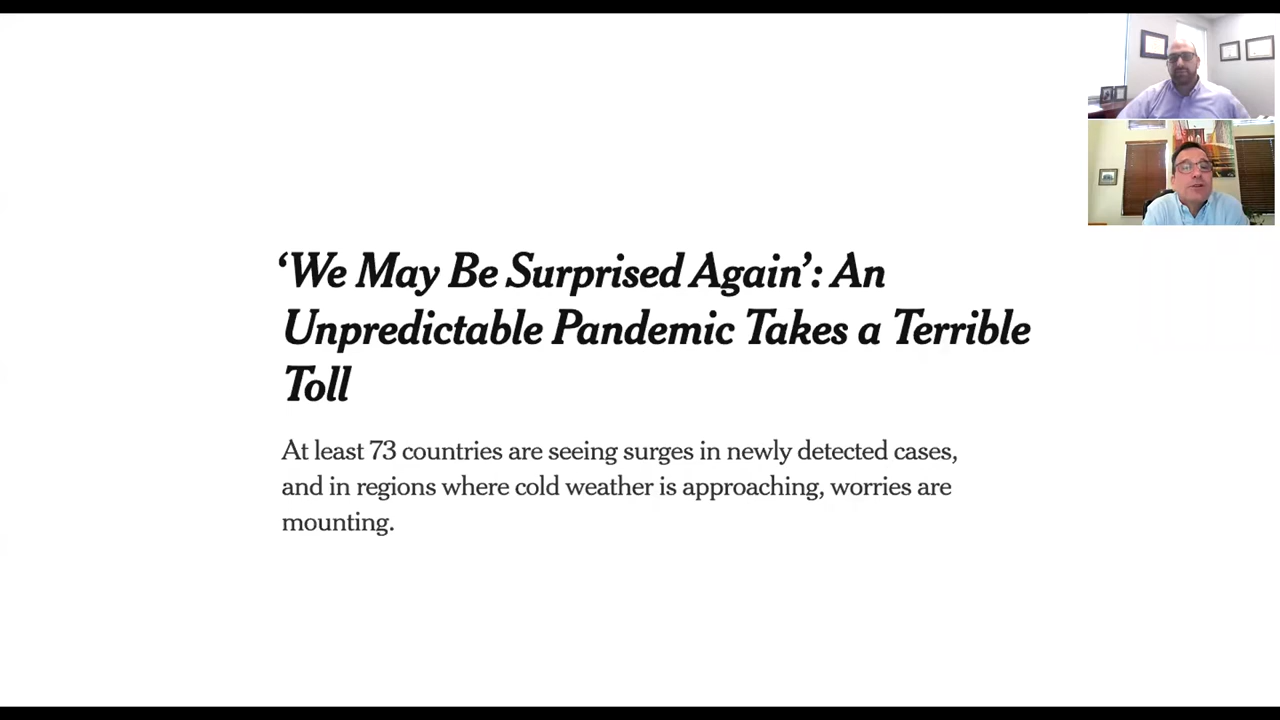 ‘We May Be Surprised Again’: An
Unpredictable Pandemic Takes a Terrible
Toll
At least 73 countries are seeing surges in newly detected cases,
and in regions where cold weather is approaching, worries are
mounting.